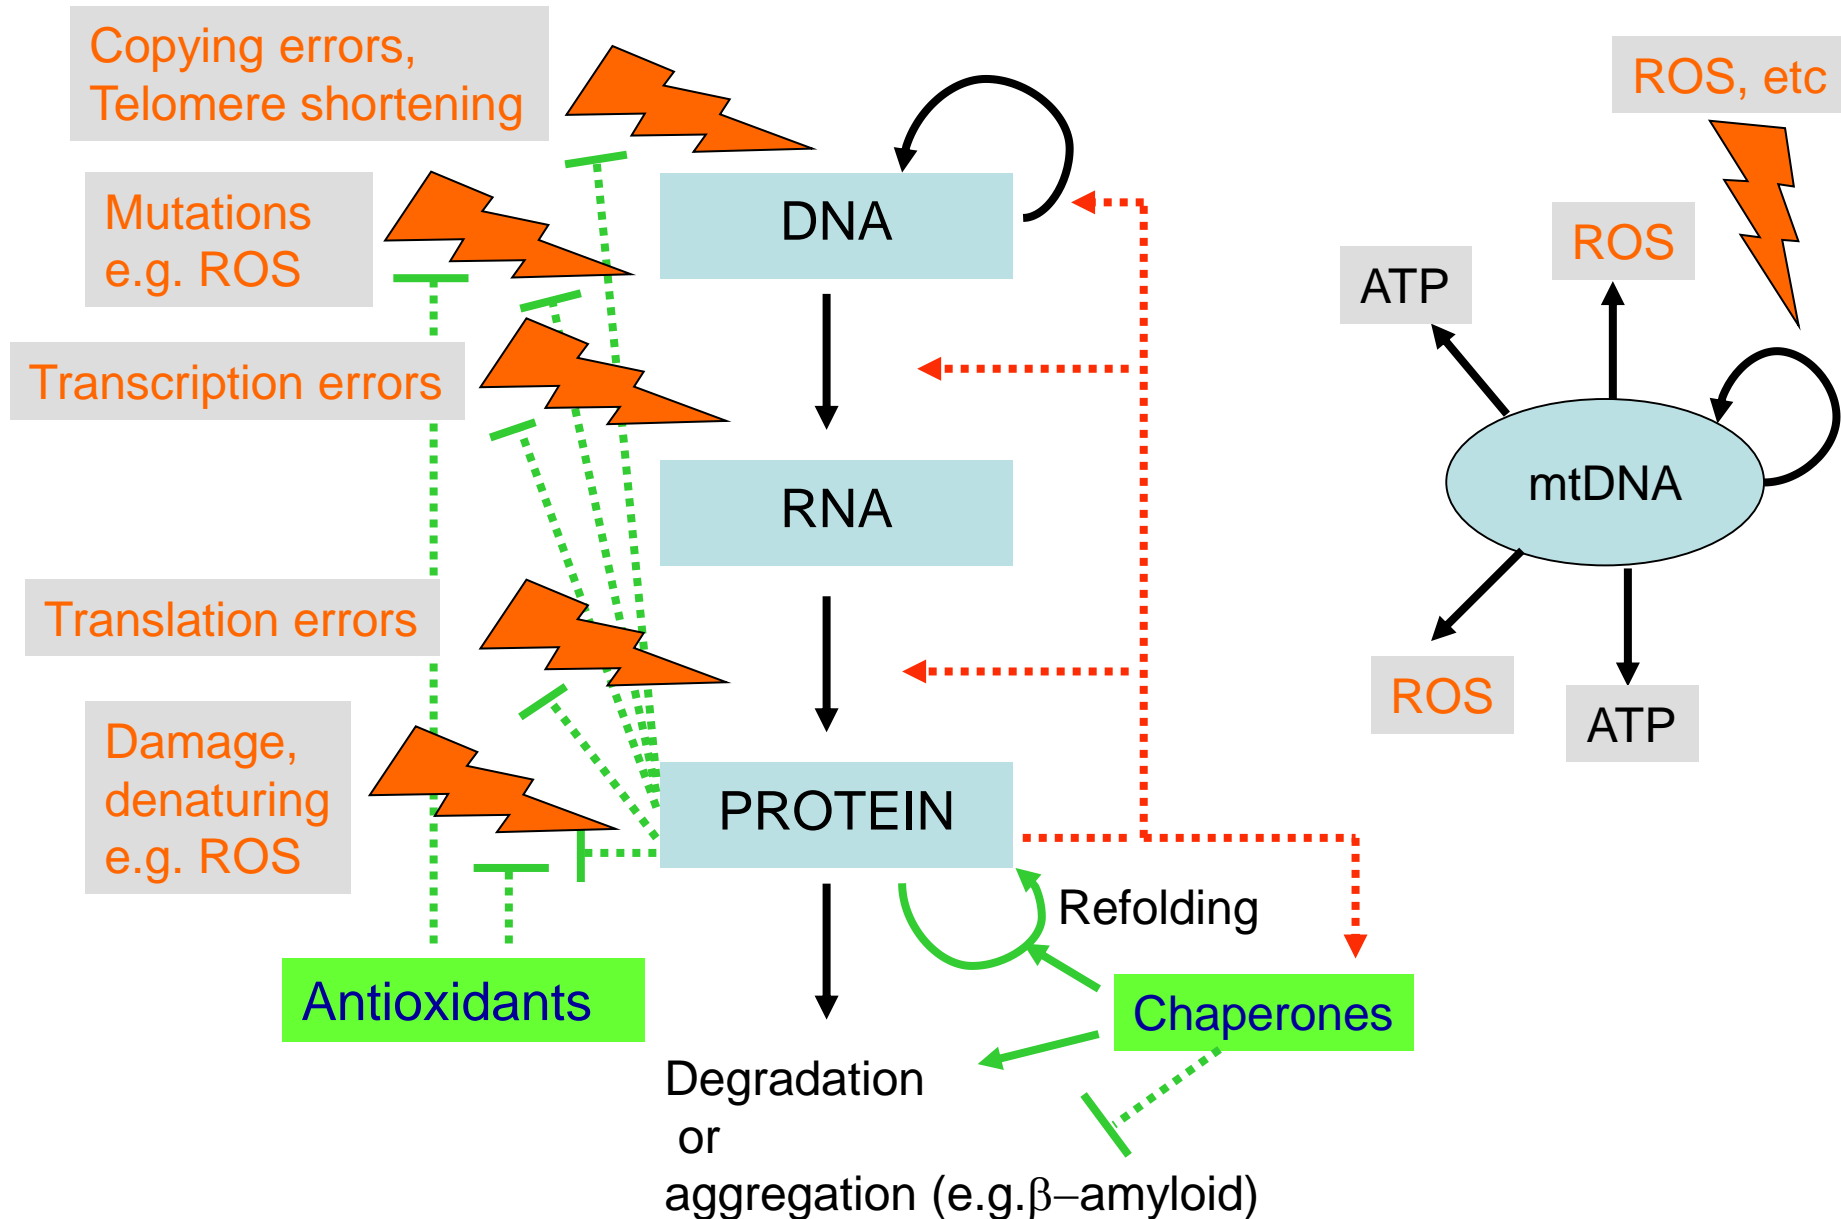 Copying errors,
Telomere shortening
Mutations
e.g. ROS
Transcription errors
Translation errors
Damage,
denaturing
e.g. ROS
Antioxidants
DNA
RNA
PROTEIN
Refolding
Chaperones
Degradation
or
aggregation (e.g.β–amyloid)
ROS, etc
ROS
ATP
mtDNA
ROS
ATP